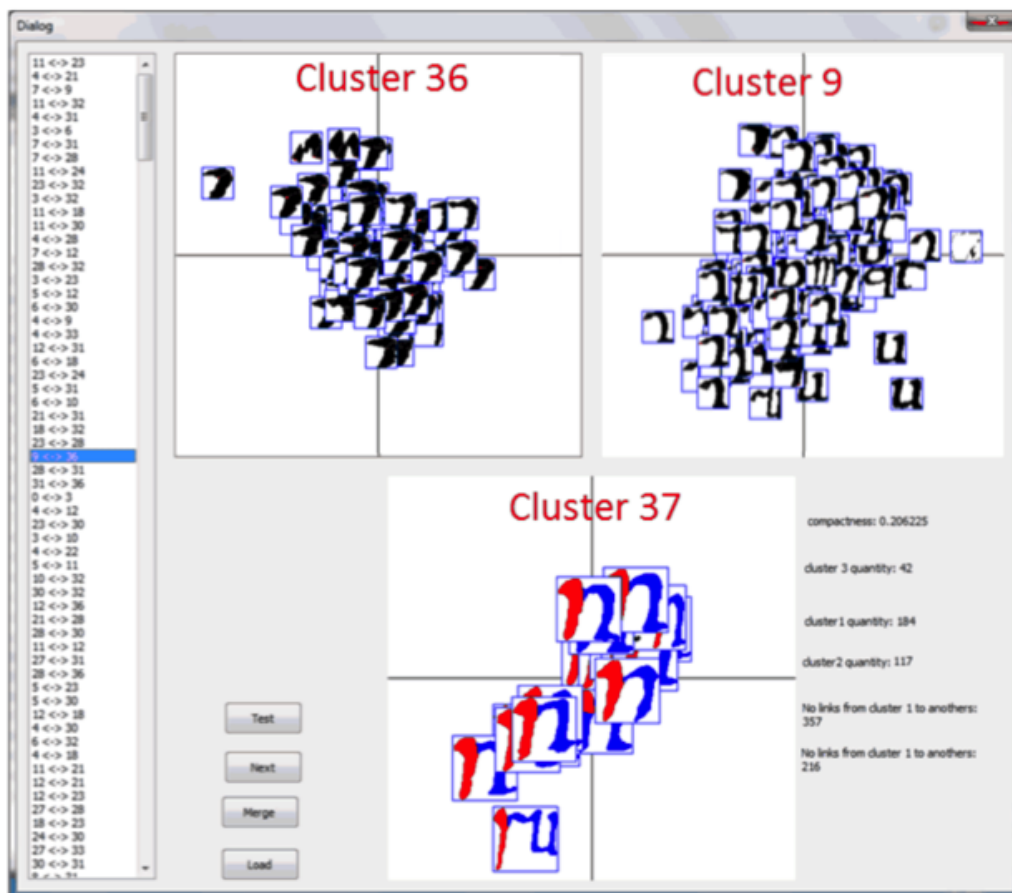 Dialog
11 <-> 23
4 <-> 21
7 <-> 9
11 <-> 32
4 <-> 31
3 <-> 6
7 <-> 31
7 <-> 28
11 <-> 24
23 <-> 32
3 <-> 32
11 <-> 18
11 <-> 30
4 <-> 28
7 <-> 12
28 <-> 32
3 <-> 23
5 <-> 12
6 <-> 30
4 <-> 9
4 <-> 33
12 <-> 31
6 <-> 18
23 <-> 24
5 <-> 31
6 <-> 10
21 <-> 31
18 <-> 32
23 <-> 28
9 <-> 36
28 <-> 31
31 <-> 36
0 <-> 3
4 <-> 12
23 <-> 30
3 <-> 10
4 <-> 22
5 <-> 11
10 <-> 32
30 <-> 32
12 <-> 36
21 <-> 28
28 <-> 30
11 <-> 12
27 <-> 31
28 <-> 36
5 <-> 23
5 <-> 30
12 <-> 18
4 <-> 30
6 <-> 32
4 <-> 18
11 <-> 21
12 <-> 21
12 <-> 23
27 <-> 28
18 <-> 23
24 <-> 30
27 <-> 33
30 <-> 31
Cluster 36
Cluster 9
Cluster 37
compactness: 0.206225
cluster 3 quantity: 42
cluster1 quantity: 184
cluster2 quantity: 117
No links from cluster 1 to anothers:
357
No links from cluster 1 to anothers:
216
Test
Next
Merge
Load